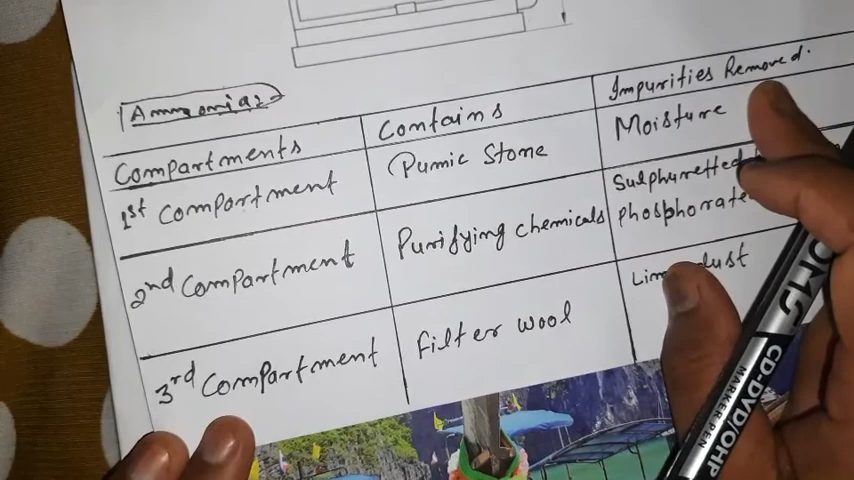 Ammonia:
Compartments Contains Impurities Removed.
1st Compartment Pumic Stone Moisture
2nd Compartment Purifying chemicals Sulphuretted
phosphorate
3rd Compartment Filter wool dust
OMS
CD-DVD/OHP
MARKER-PEN